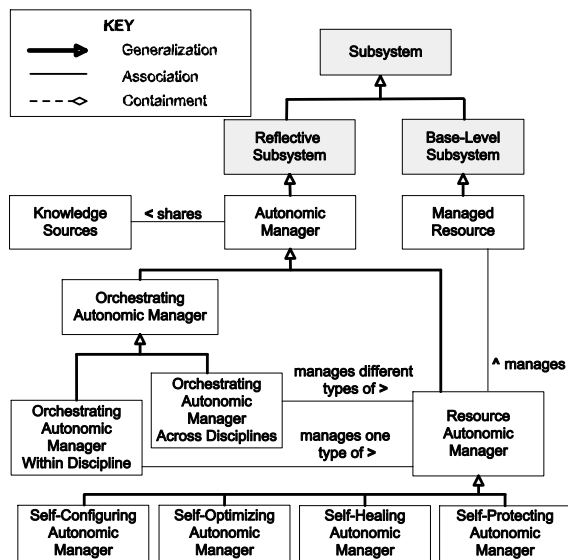 KEY
Generalization
Association
Containment
Subsystem
Reflective
Subsystem
Base-Level
Subsystem
Knowledge
Sources
< shares
Autonomic
Manager
Managed
Resource
Orchestrating
Autonomic Manager
^ manages
manages different
types of >
Orchestrating
Autonomic
Manager
Across Disciplines
Orchestrating
Autonomic
Manager
Within Discipline
manages one
type of >
Resource
Autonomic
Manager
Self-Configuring
Autonomic
Manager
Self-Optimizing
Autonomic
Manager
Self-Healing
Autonomic
Manager
Self-Protecting
Autonomic
Manager